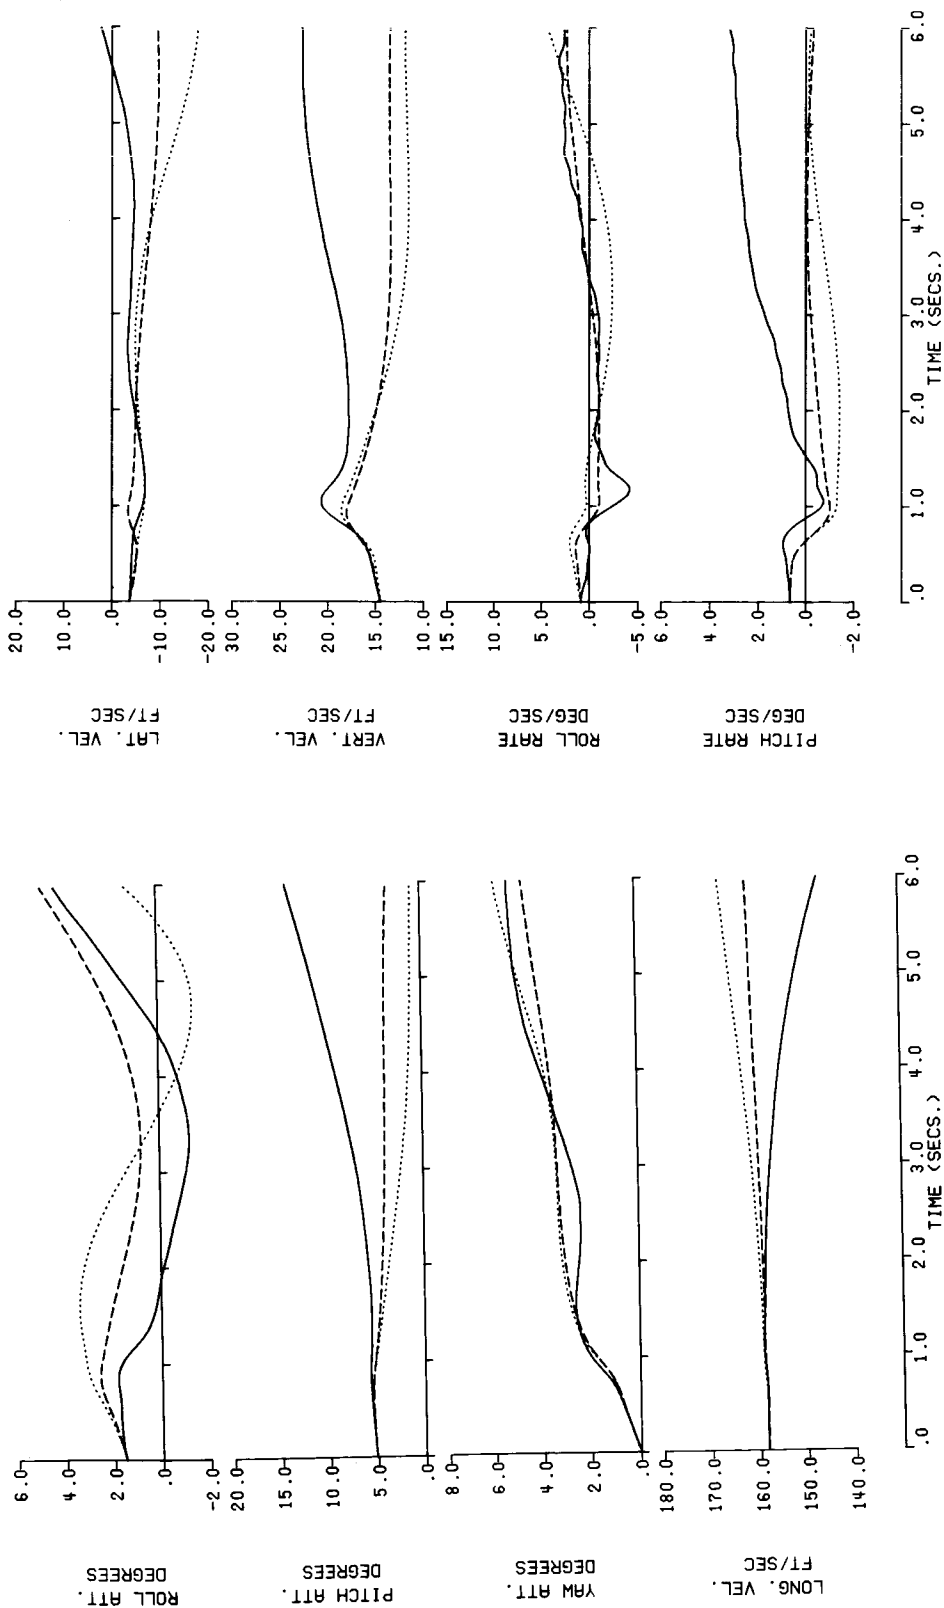 ROLL ATT.
DEGREES
6.0
4.0
2.0
.0
-2.0
PITCH ATT.
DEGREES
20.0
15.0
10.0
5.0
.0
YAW ATT.
DEGREES
8.0
6.0
4.0
2.0
.0
LONG. VEL.
FT/SEC
180.0
170.0
160.0
150.0
140.0
.0 1.0 2.0 3.0 4.0 5.0 6.0
TIME (SECS.)
LAT. VEL.
FT/SEC
20.0
10.0
.0
-10.0
-20.0
VERT. VEL.
FT/SEC
30.0
25.0
20.0
15.0
10.0
ROLL RATE
DEG/SEC
10.0
5.0
.0
-5.0
PITCH RATE
DEG/SEC
6.0
4.0
2.0
.0
-2.0
.0 1.0 2.0 3.0 4.0 5.0 6.0
TIME (SECS.)